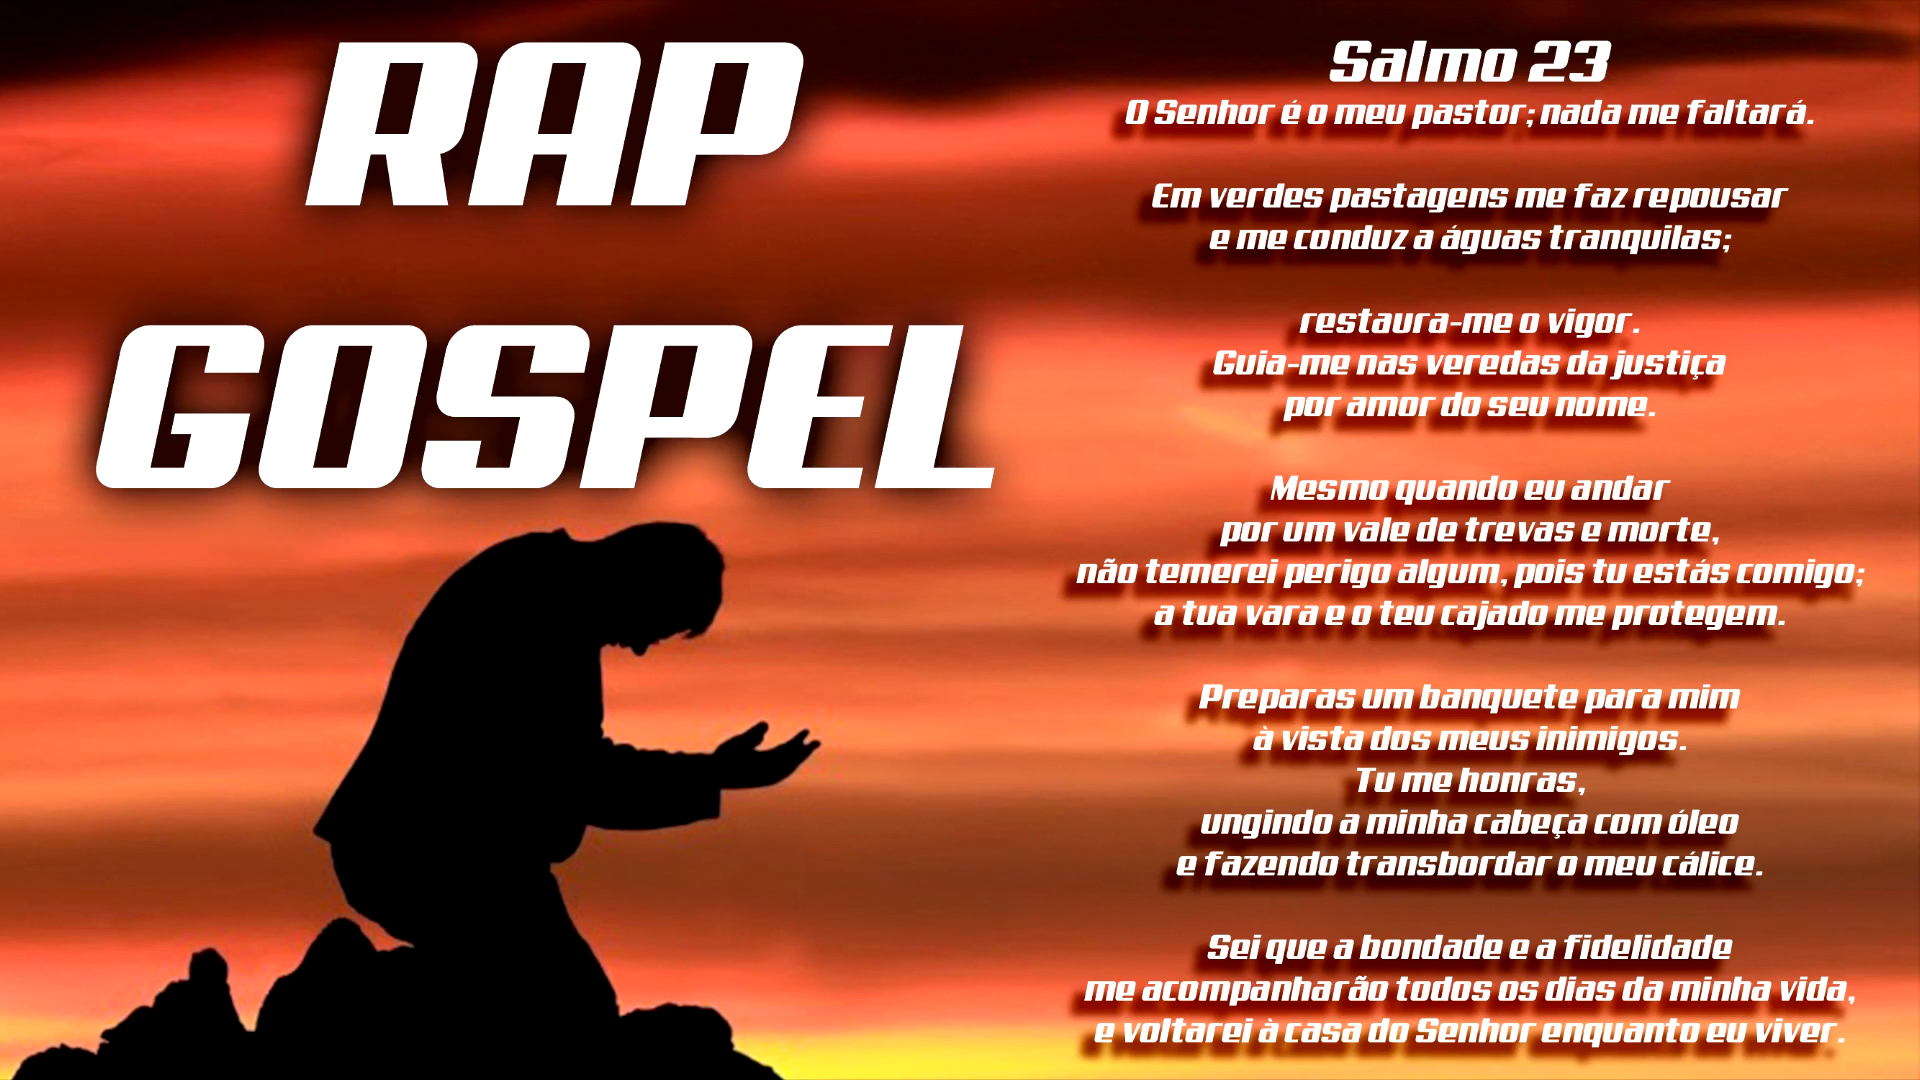 RAP
GOSPEL
Salmo 23
O Senhor é o meu pastor; nada me faltará.
Em verdes pastagens me faz repousar
e me conduz a águas tranquilas;
restaura-me o vigor.
Guia-me nas veredas da justiça
por amor do seu nome.
Mesmo quando eu andar
por um vale de trevas e morte,
não temerei perigo algum, pois tu estás comigo;
a tua vara e o teu cajado me protegem.
Preparas um banquete para mim
à vista dos meus inimigos.
Tu me honras,
ungindo a minha cabeça com óleo
e fazendo transbordar o meu cálice.
Sei que a bondade e a fidelidade
me acompanharão todos os dias da minha vida,
e voltarei à casa do Senhor enquanto eu viver.